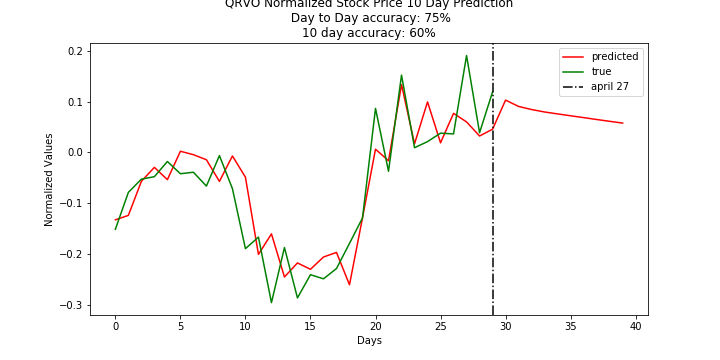 QRVO Normalized Stock Price 10 Day Prediction
Day to Day accuracy: 75%
10 day accuracy: 60%
0.2
0.1
0.0
−0.1
−0.2
−0.3
Normalized Values
predicted
true
april 27
0 5 10 15 20 25 30 35 40
Days